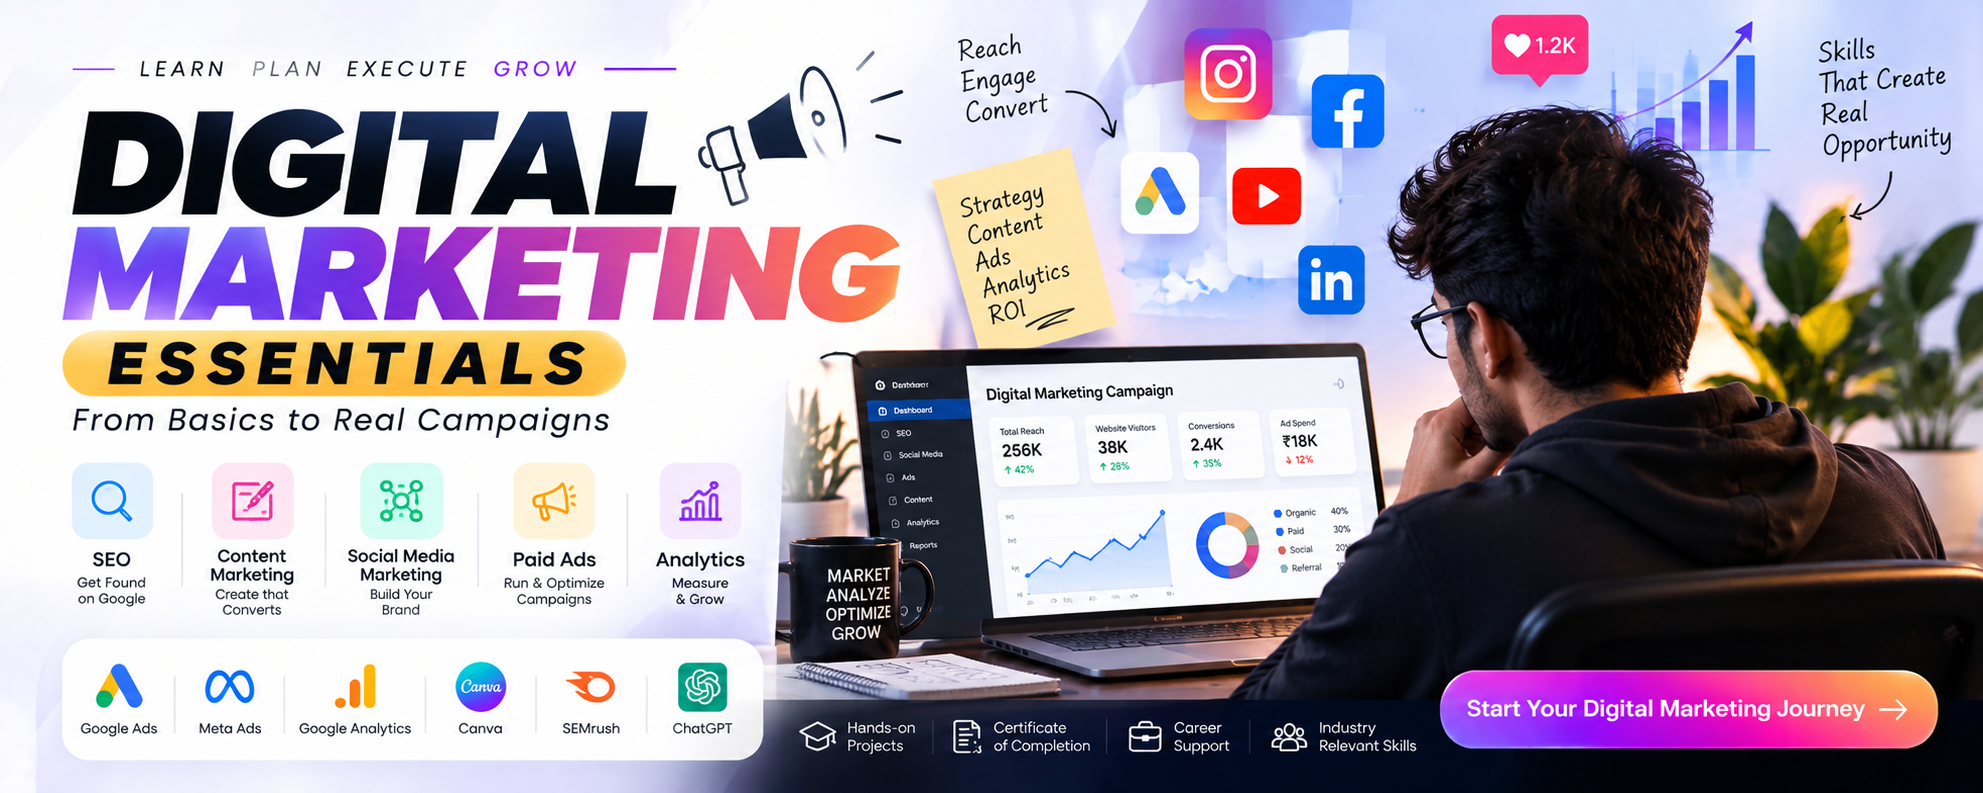 LEARN PLAN EXECUTE GROW
DIGITAL
MARKETING
ESSENTIALS
From Basics to Real Campaigns
SEO
Get Found
on Google
Content
Marketing
Create that
Converts
Social Media
Marketing
Build Your
Brand
Paid Ads
Run & Optimize
Campaigns
Analytics
Measure
& Grow
Google Ads
Meta Ads
Google Analytics
Canva
Canva
SEMrush
ChatGPT
Reach
Engage
Convert
Strategy
Content
Ads
Analytics
ROI
in
1.2K
Skills
That Create
Real
Opportunity
Dashboard
SEO
Social Media
Ads
Content
Analytics
Reports
Digital Marketing Campaign
Total Reach
256K
↑ 42%
Website Visitors
38K
↑ 28%
Conversions
2.4K
↑ 35%
Ad Spend
₹18K
↓ 12%
Organic 40%
Paid 30%
Social
Referral
MARKET
ANALYZE
OPTIMIZE
GROW
Hands-on
Projects
Certificate
of Completion
Career
Support
Industry
Relevant Skills
Start Your Digital Marketing Journey →